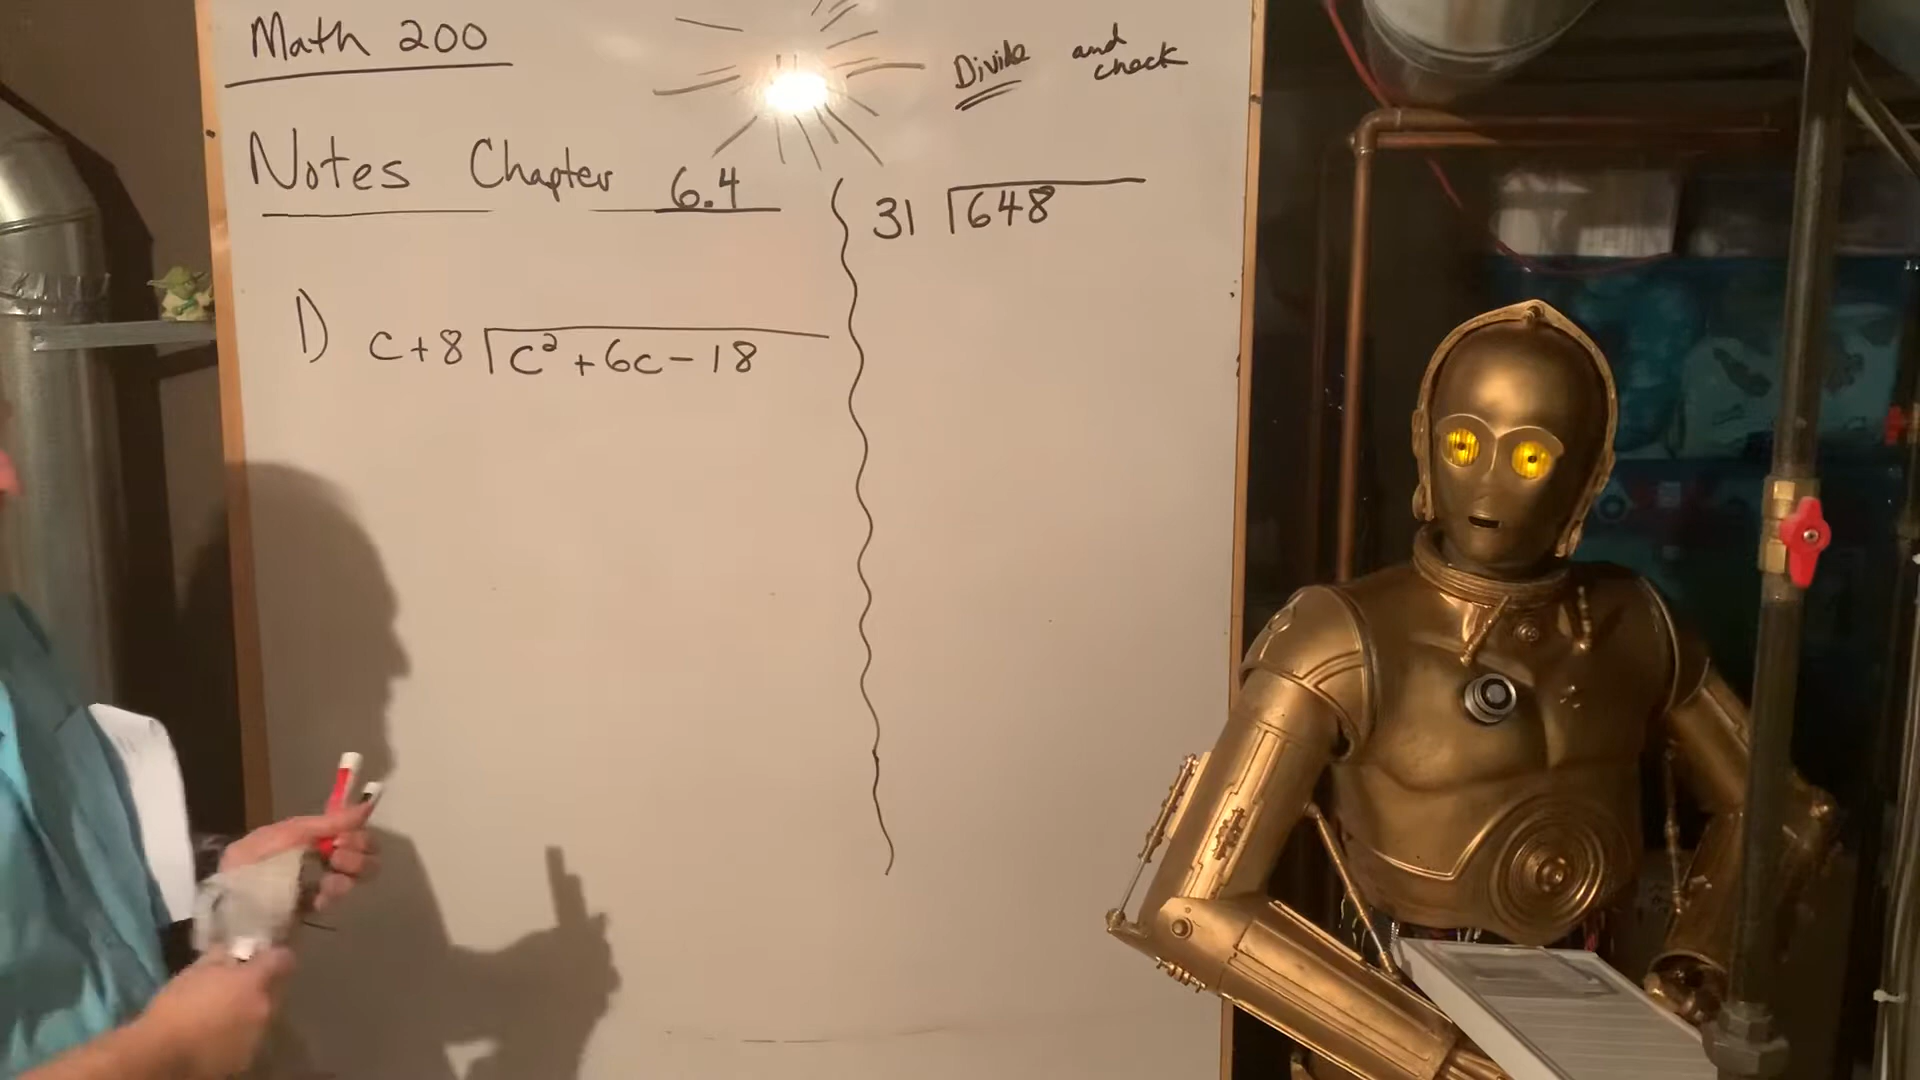 Math 200
Notes Chapter 6.4
1) c+8 ⟌ c²+6c-18
Divide and check
31 ⟌ 648